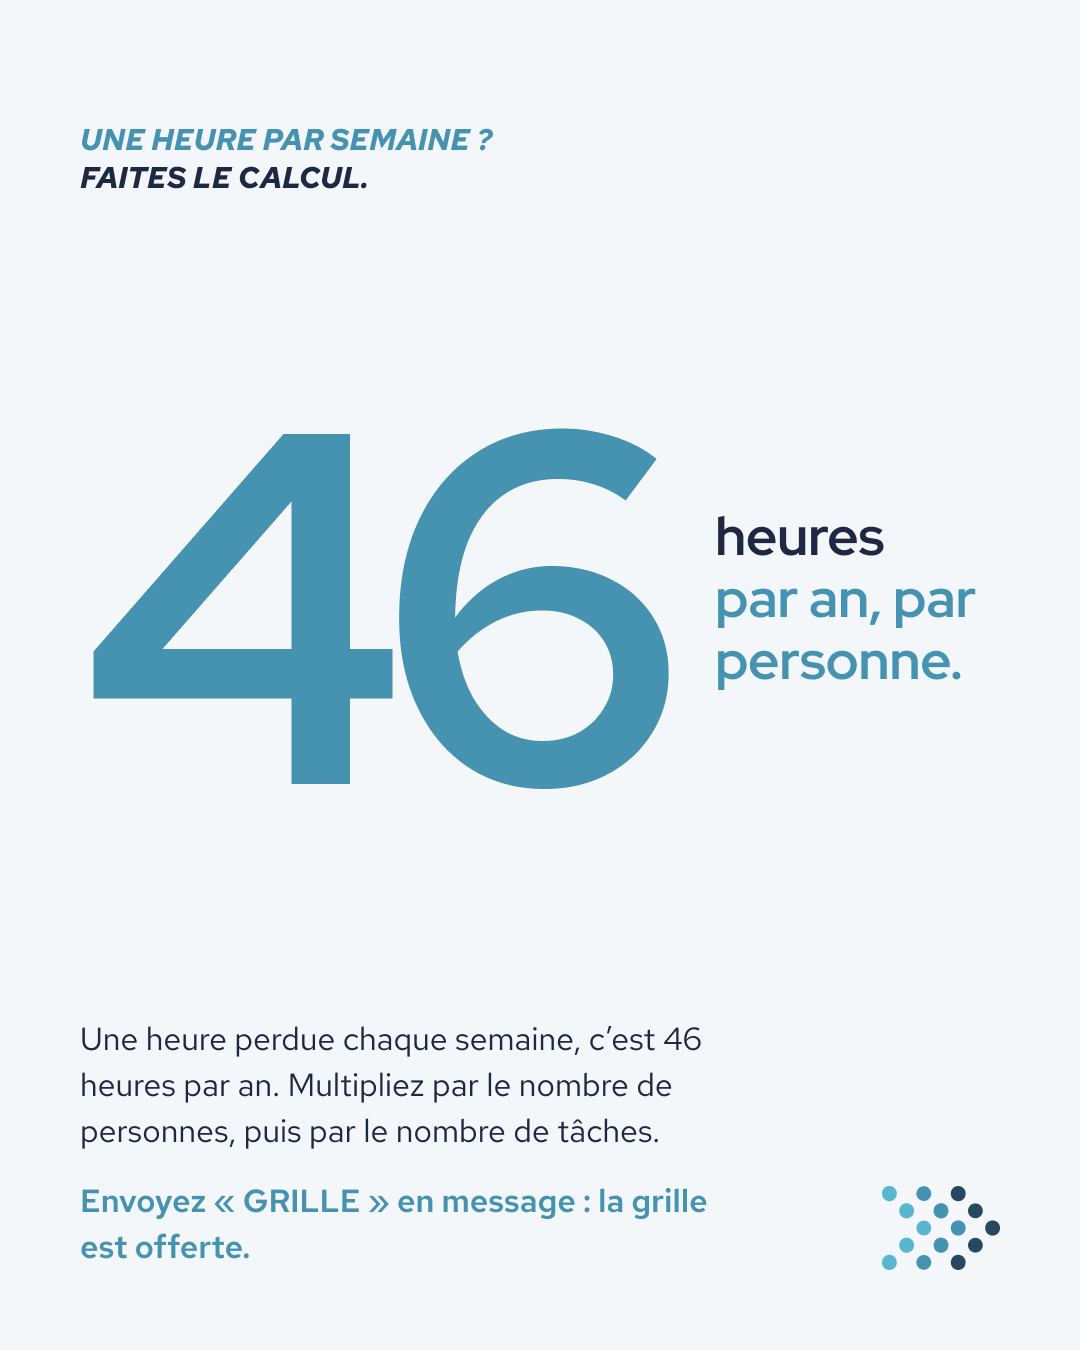 UNE HEURE PAR SEMAINE ?
FAITES LE CALCUL.
46
heures
par an, par
personne.
Une heure perdue chaque semaine, c’est 46
heures par an. Multipliez par le nombre de
personnes, puis par le nombre de tâches.
Envoyez « GRILLE » en message : la grille
est offerte.